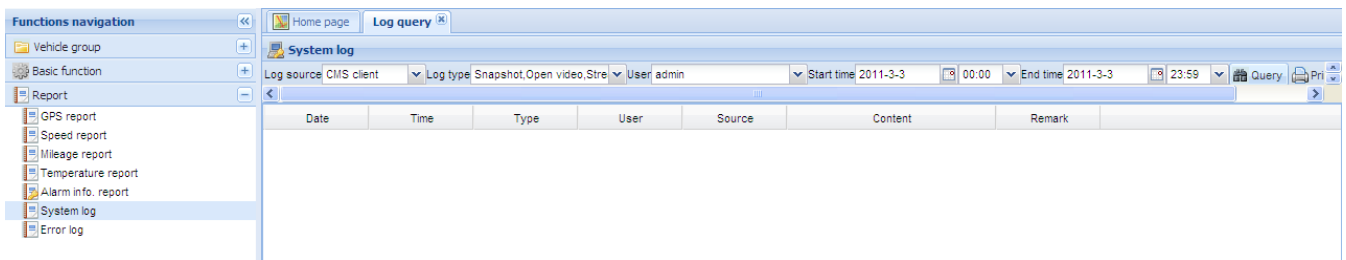 Functions navigation
Home page Log query
Vehicle group
System log
Basic function
Log source CMS client Log type Snapshot,Open video,Stre User admin Start time 2011-3-3 00:00 End time 2011-3-3 23:59 Query Pri
Report
GPS report
Date Time Type User Source Content Remark
Speed report
Mileage report
Temperature report
Alarm info. report
System log
Error log